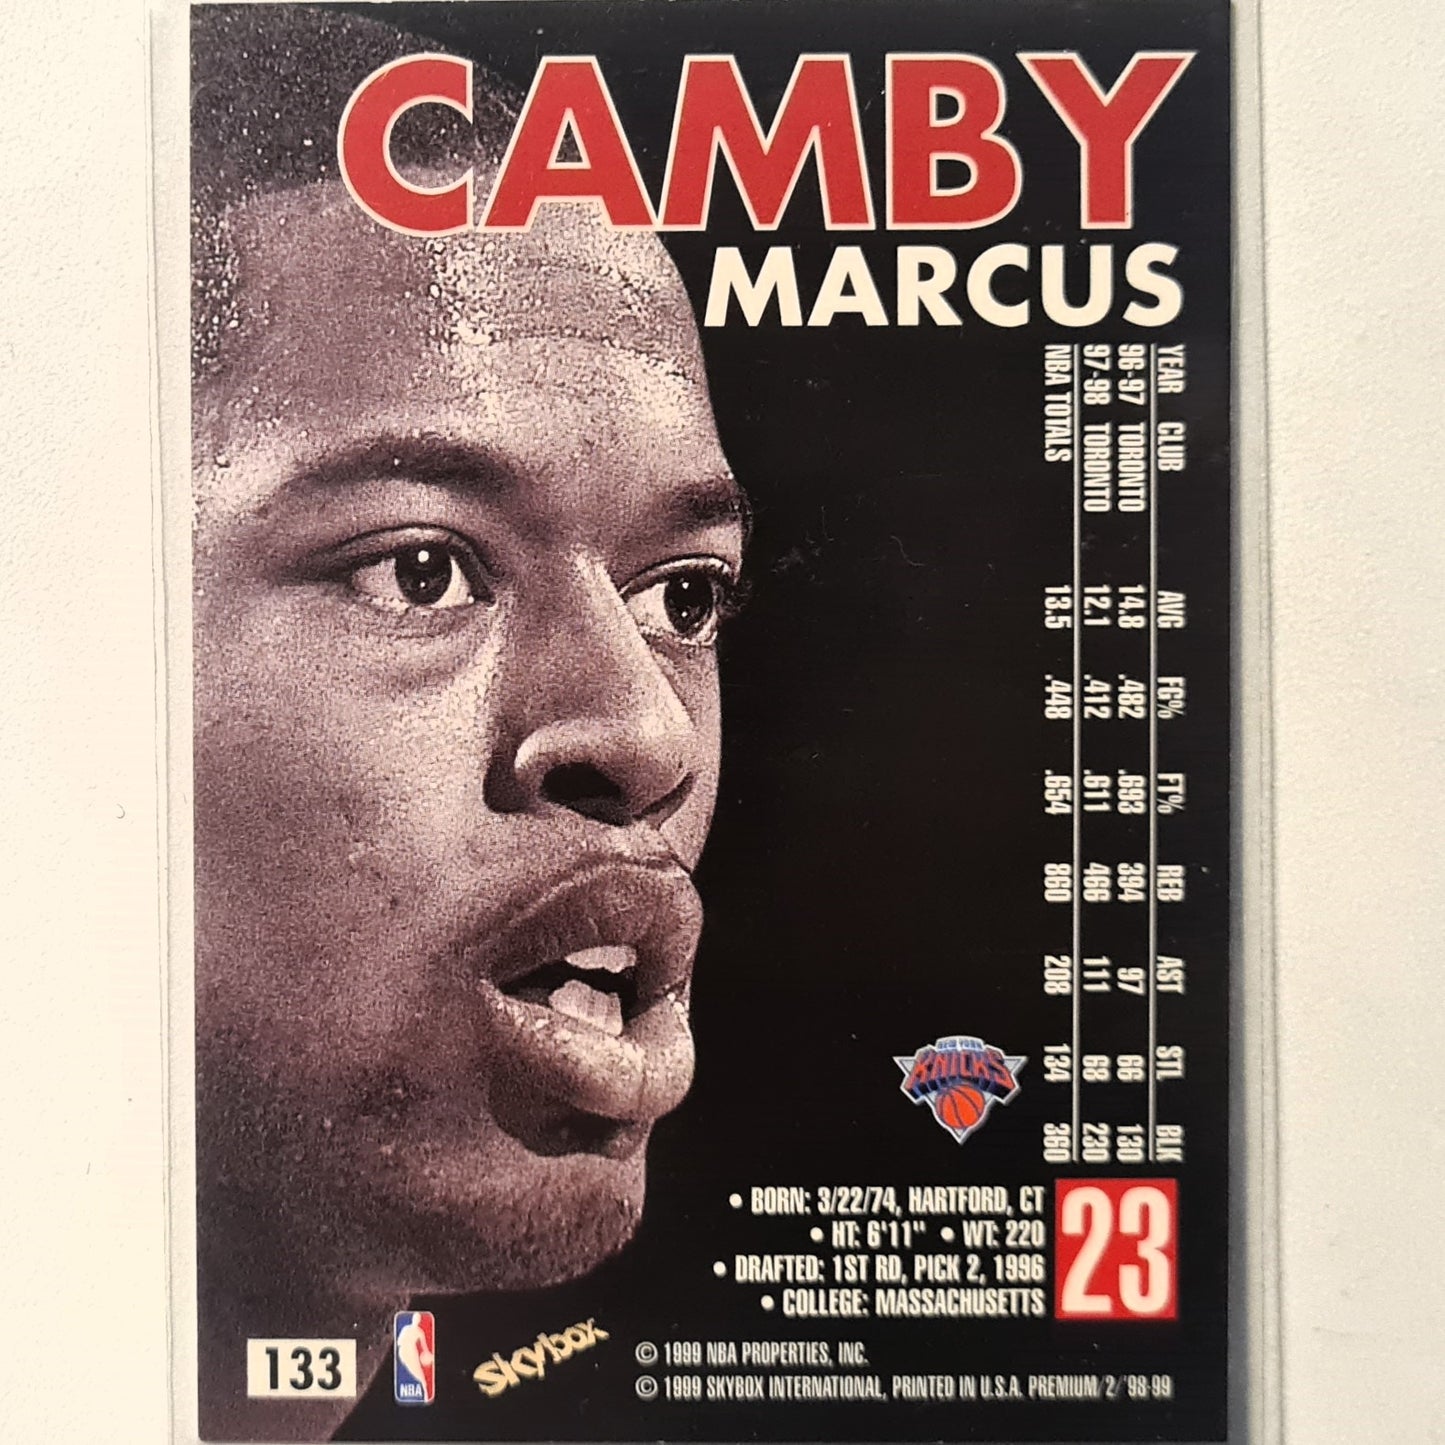 CAMBY
MARCUS
YEAR CLUB AVG FG% FT% REB AST STL BLK
96-97 TORONTO 14.8 .482 .693 394 97 66 130
97-98 TORONTO 12.1 .412 .611 466 111 68 230
NBA TOTALS 13.5 .448 .654 860 208 134 360
NEW YORK
KNICKS
• BORN: 3/22/74, HARTFORD, CT
• HT: 6'11" • WT: 220
• DRAFTED: 1ST RD, PICK 2, 1996
• COLLEGE: MASSACHUSETTS
23
133
NBA
skybox
© 1999 NBA PROPERTIES, INC.
© 1999 SKYBOX INTERNATIONAL, PRINTED IN U.S.A. PREMIUM/2/'98-99